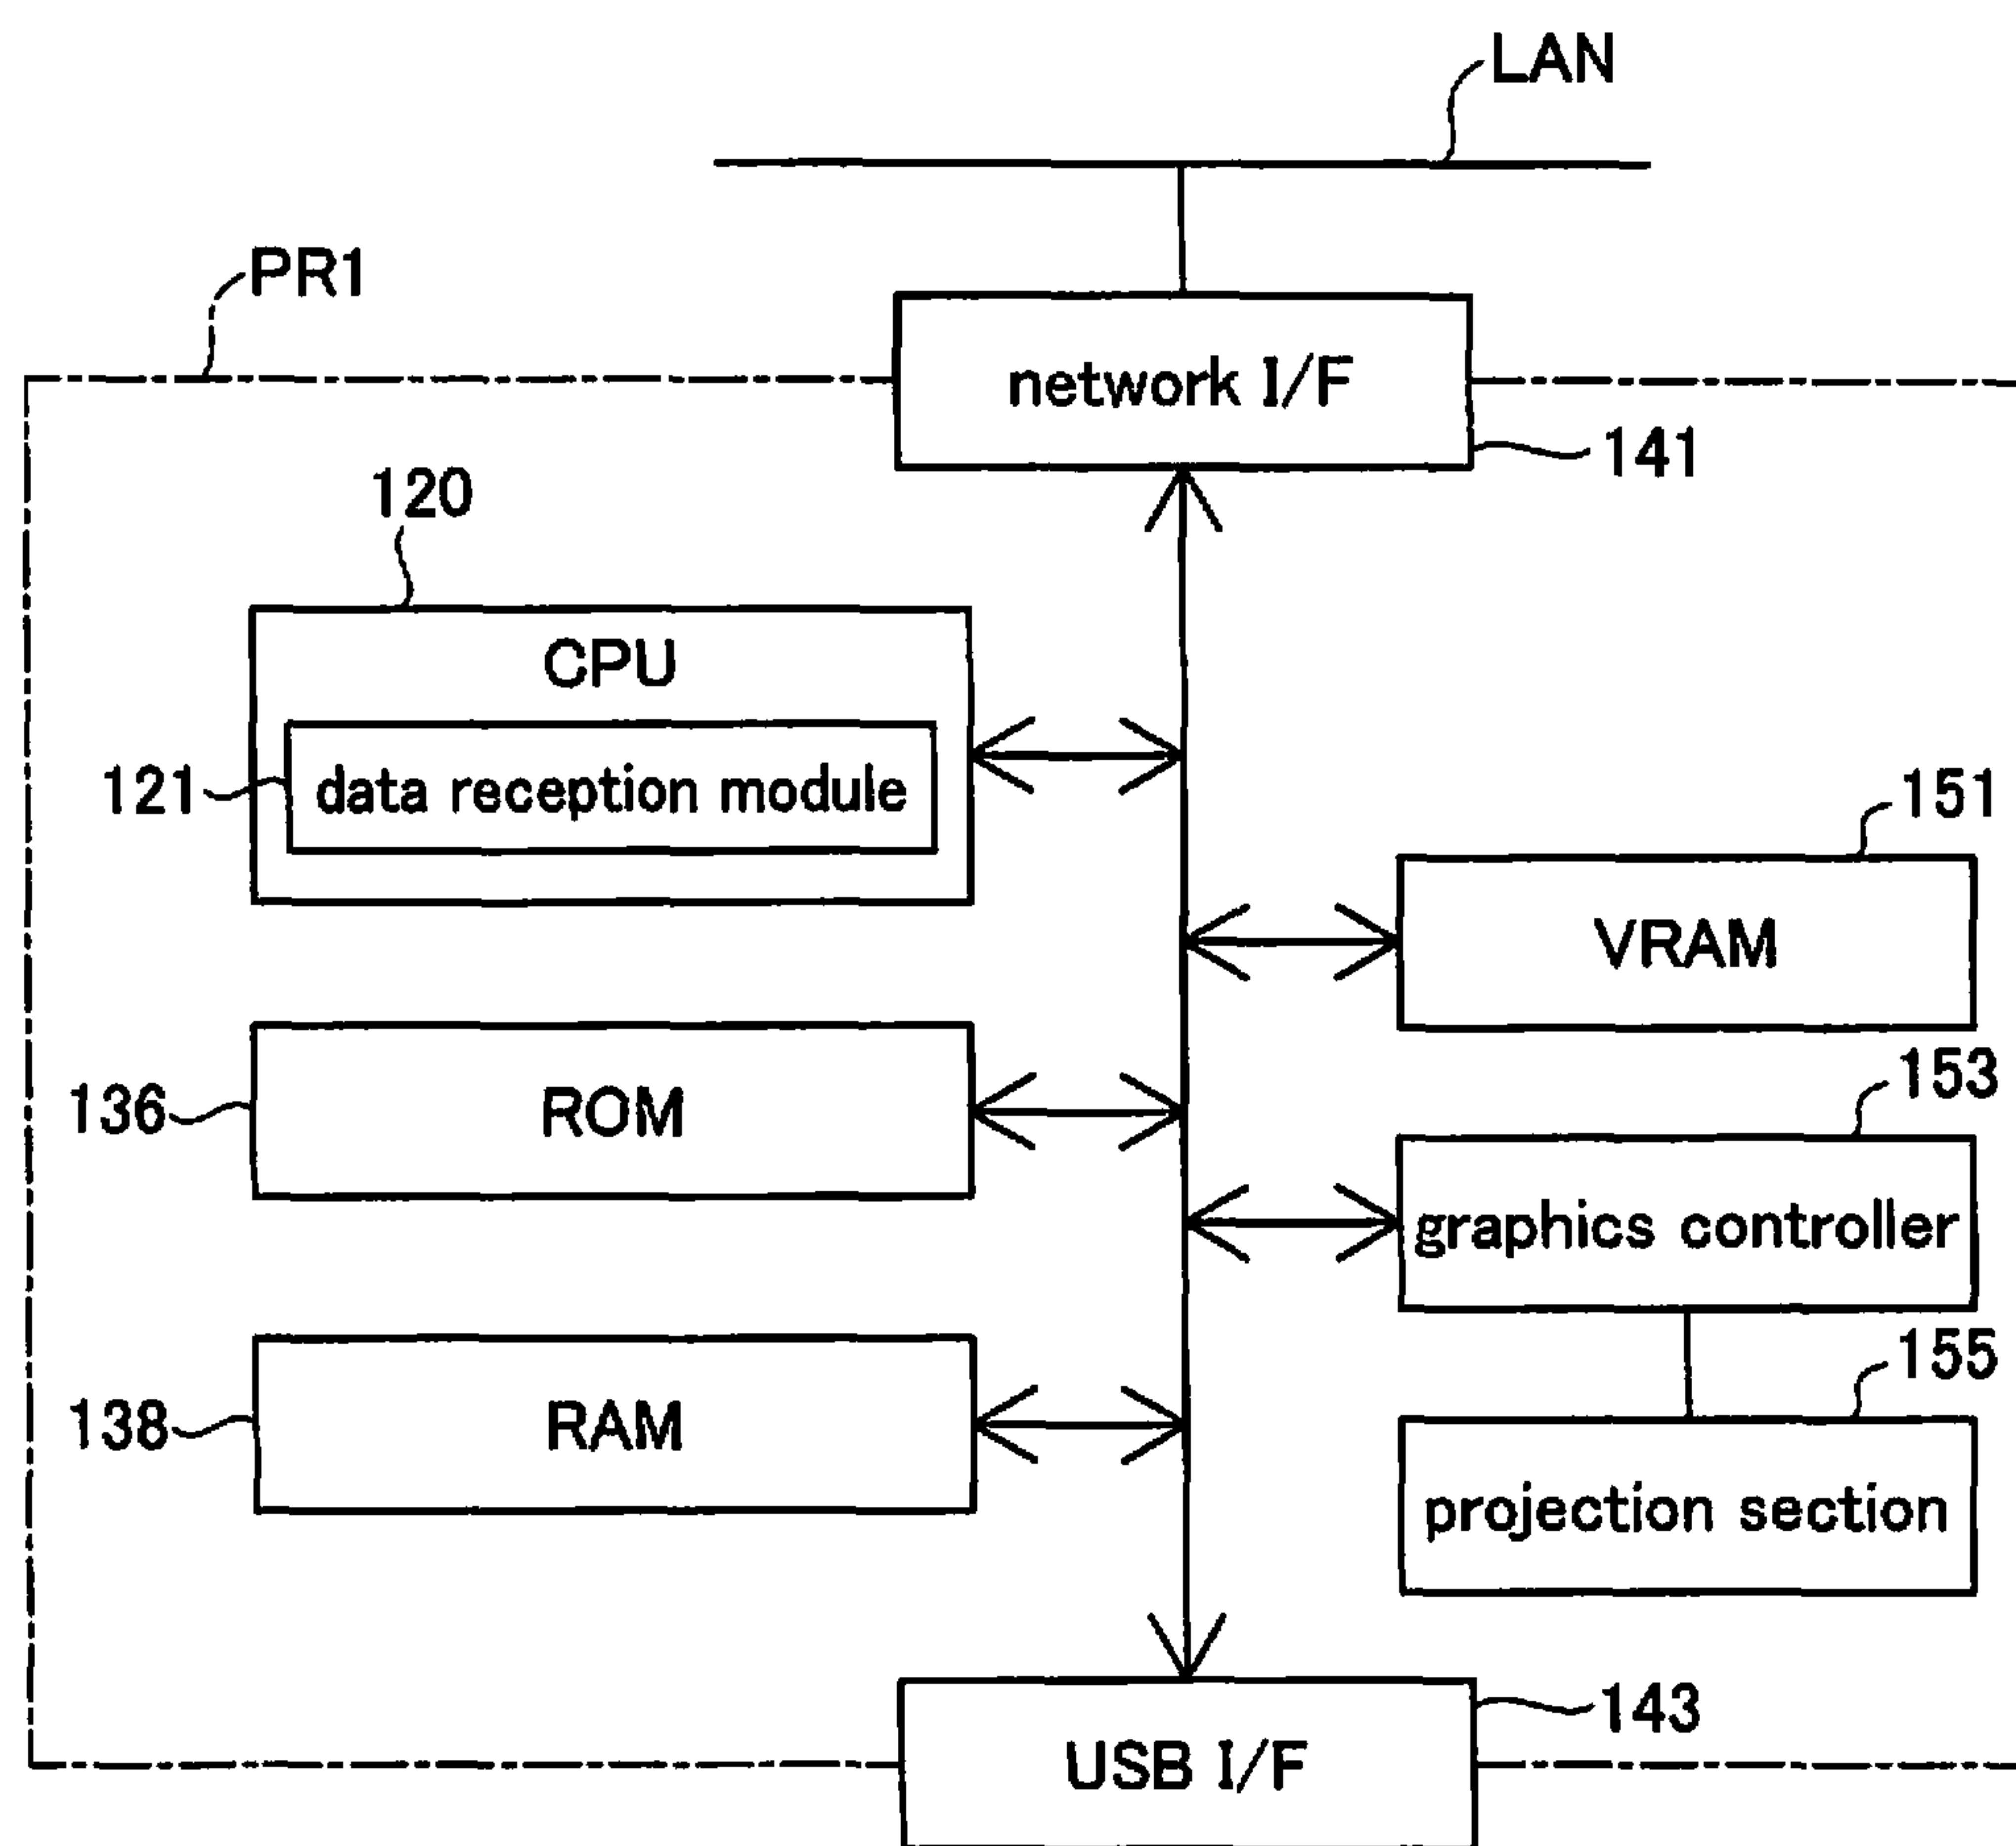 LAN
PR1
network I/F
141
120
CPU
121
data reception module
151
VRAM
136
ROM
153
graphics controller
138
RAM
155
projection section
143
USB I/F